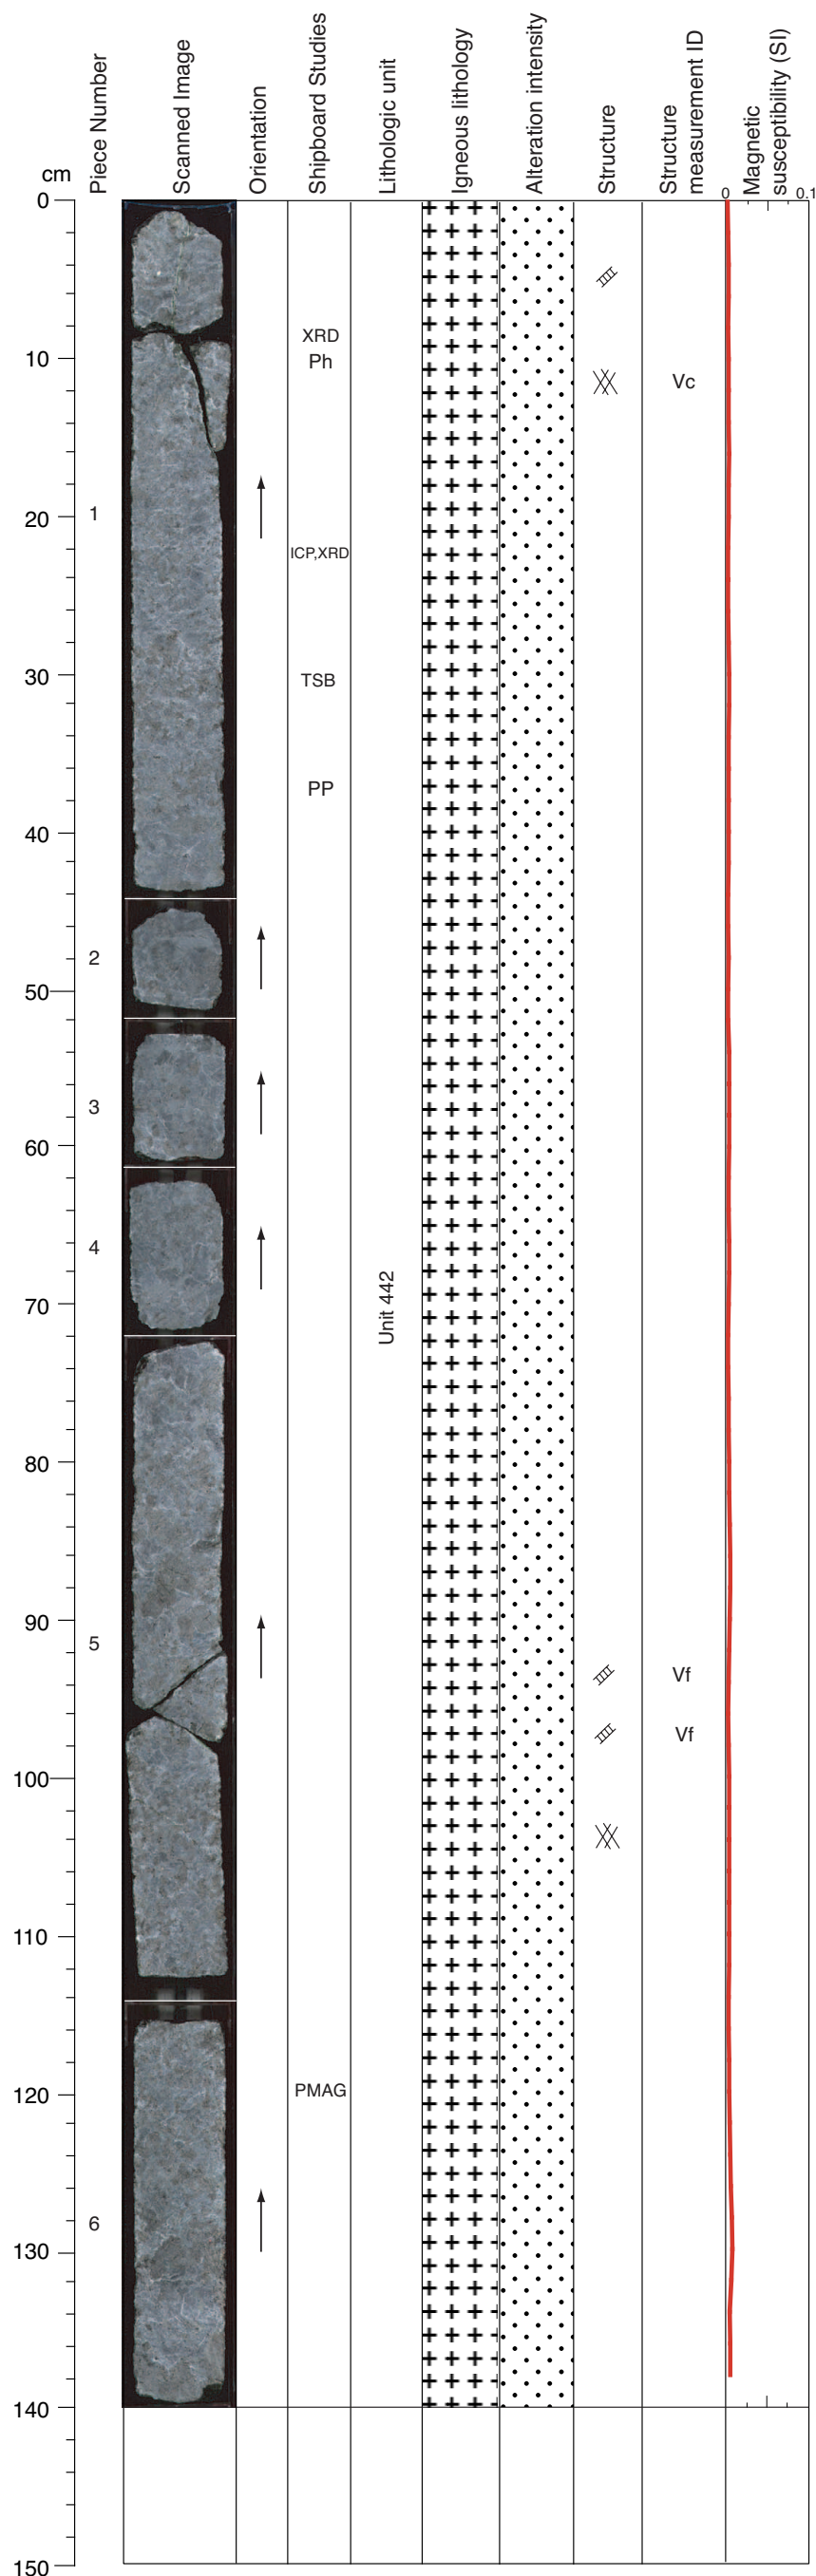 cm
Piece Number
Scanned Image
Orientation
Shipboard Studies
Lithologic unit
Igneous lithology
Alteration intensity
Structure
Structure
measurement ID
Magnetic
susceptibility (SI)
0
0.1
0
XRD
10
Ph
Vc
1
20
ICP,XRD
30
TSB
PP
40
2
50
3
60
4
Unit 442
70
80
90
5
Vf
Vf
100
110
PMAG
120
6
130
140
150